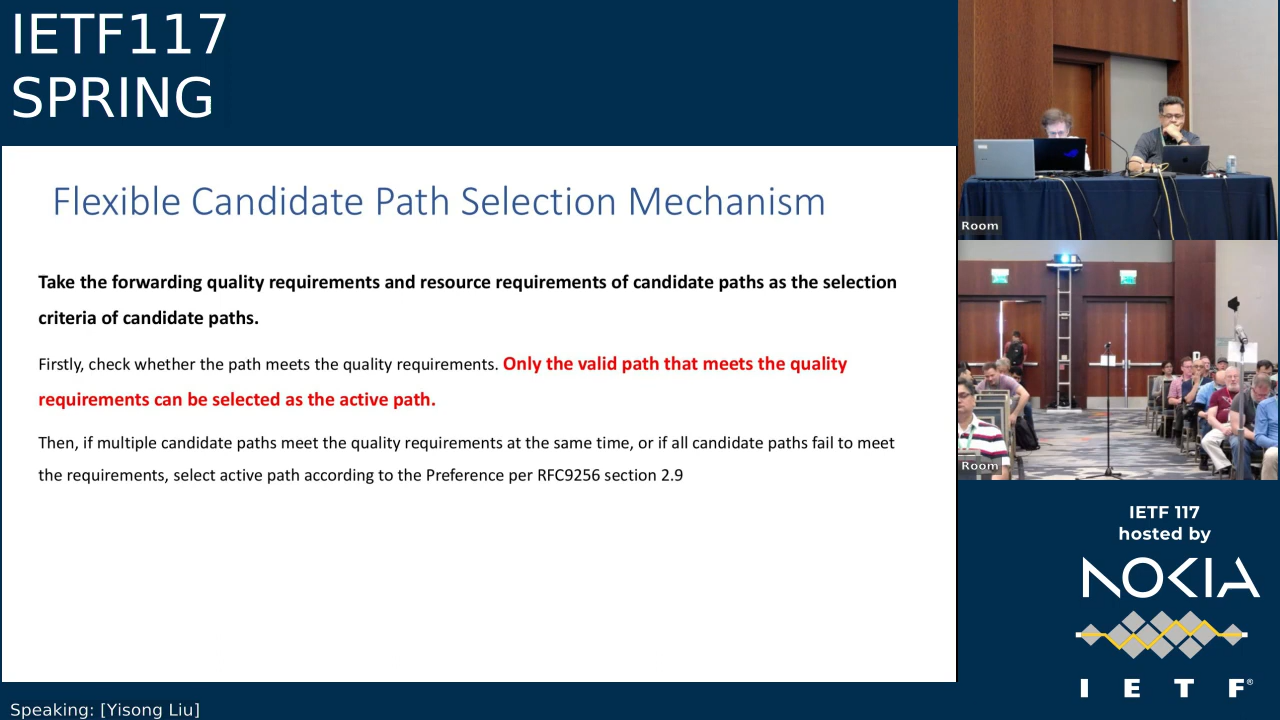 IETF117
SPRING
Flexible Candidate Path Selection Mechanism
Take the forwarding quality requirements and resource requirements of candidate paths as the selection
criteria of candidate paths.
Firstly, check whether the path meets the quality requirements. Only the valid path that meets the quality
requirements can be selected as the active path.
Then, if multiple candidate paths meet the quality requirements at the same time, or if all candidate paths fail to meet
the requirements, select active path according to the Preference per RFC9256 section 2.9
Speaking: [Yisong Liu]
Room
Room
IETF 117
hosted by
NOKIA
I E T F®